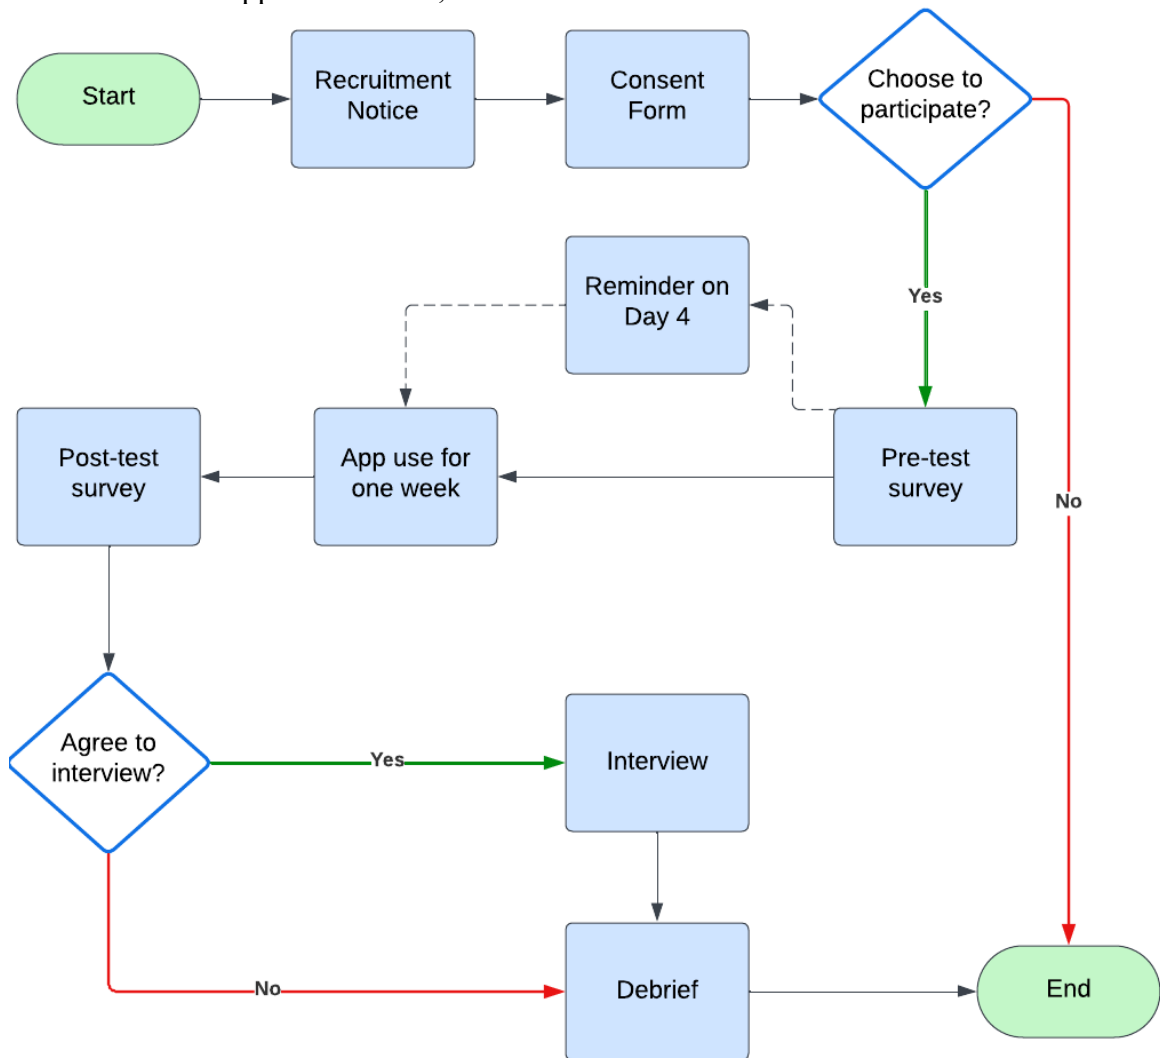 Start
Recruitment
Notice
Consent
Form
Choose to
participate?
Reminder on
Day 4
Yes
Post-test
survey
App use for
one week
Pre-test
survey
No
Agree to
interview?
Yes
Interview
No
Debrief
End